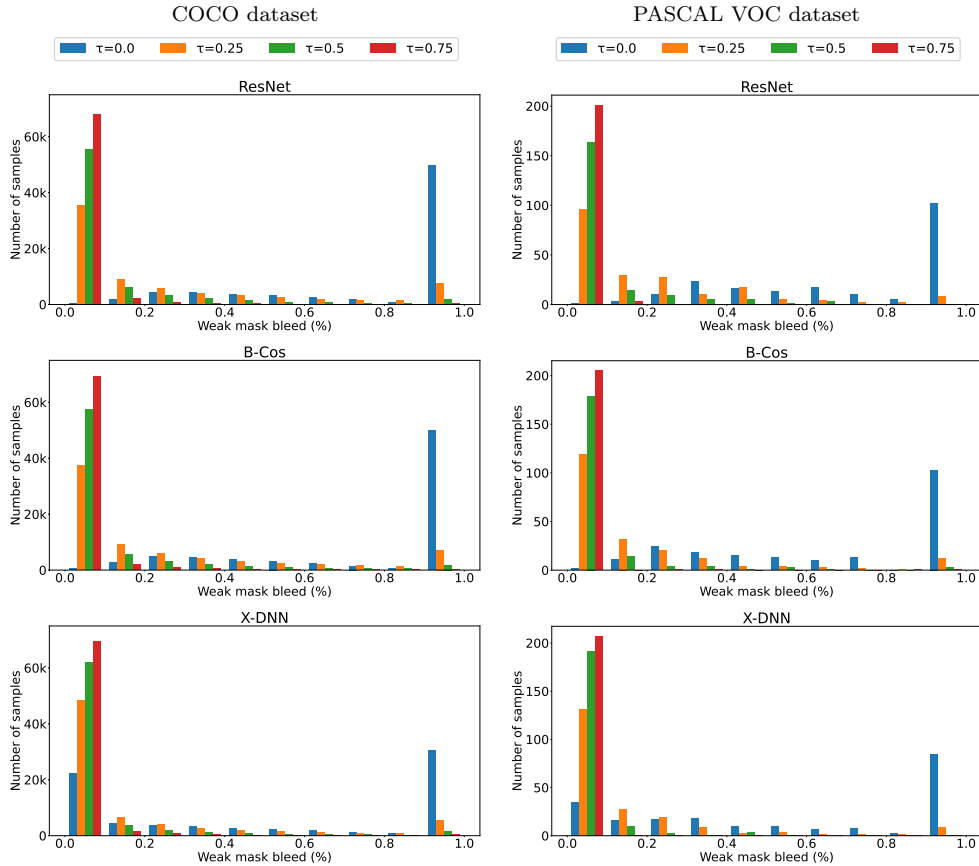 COCO dataset
PASCAL VOC dataset
τ=0.0 τ=0.25 τ=0.5 τ=0.75
τ=0.0 τ=0.25 τ=0.5 τ=0.75
ResNet
Number of samples
60k
40k
20k
0
0.0 0.2 0.4 0.6 0.8 1.0
Weak mask bleed (%)
ResNet
Number of samples
200
150
100
50
0
0.0 0.2 0.4 0.6 0.8 1.0
Weak mask bleed (%)
B-Cos
Number of samples
60k
40k
20k
0
0.0 0.2 0.4 0.6 0.8 1.0
Weak mask bleed (%)
B-Cos
Number of samples
200
150
100
50
0
0.0 0.2 0.4 0.6 0.8 1.0
Weak mask bleed (%)
X-DNN
Number of samples
60k
40k
20k
0
0.0 0.2 0.4 0.6 0.8 1.0
Weak mask bleed (%)
X-DNN
Number of samples
200
150
100
50
0
0.0 0.2 0.4 0.6 0.8 1.0
Weak mask bleed (%)